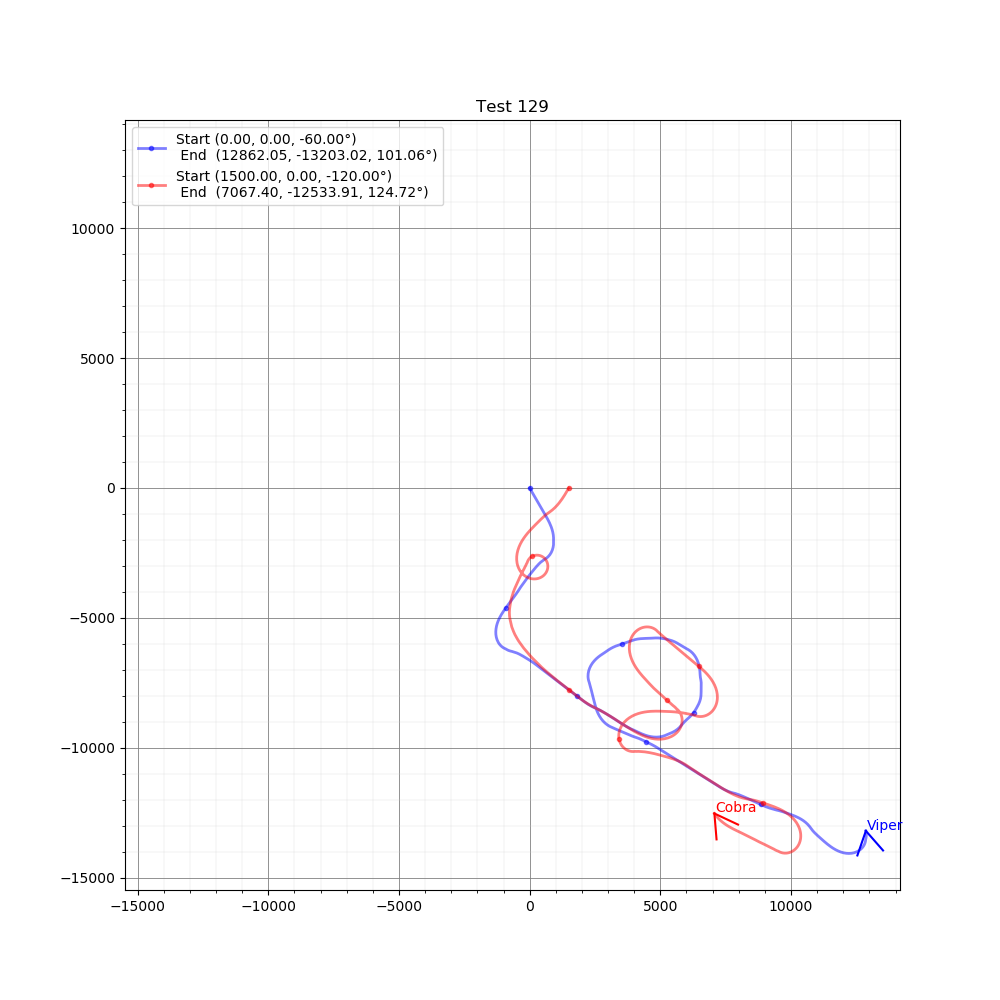 Test 129
Start (0.00, 0.00, -60.00°)
End  (12862.05, -13203.02, 101.06°)
Start (1500.00, 0.00, -120.00°)
End  (7067.40, -12533.91, 124.72°)
10000
5000
0
−5000
−10000
−15000
Cobra
Viper
−15000 −10000 −5000 0 5000 10000